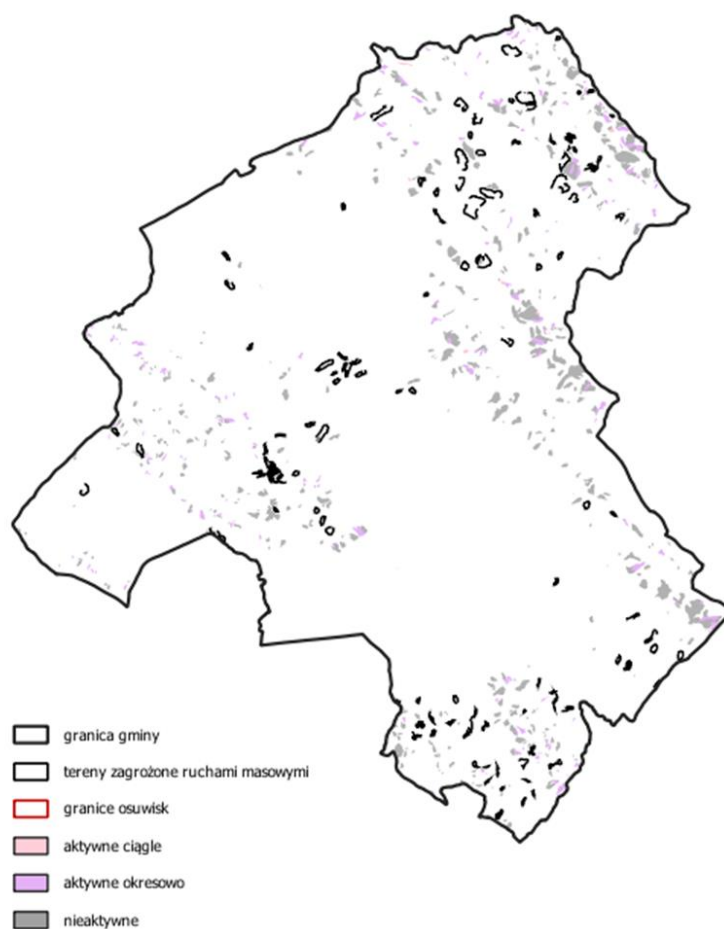 granica gminy
tereny zagrożone ruchami masowymi
granice osuwisk
aktywne ciągle
aktywne okresowo
nieaktywne